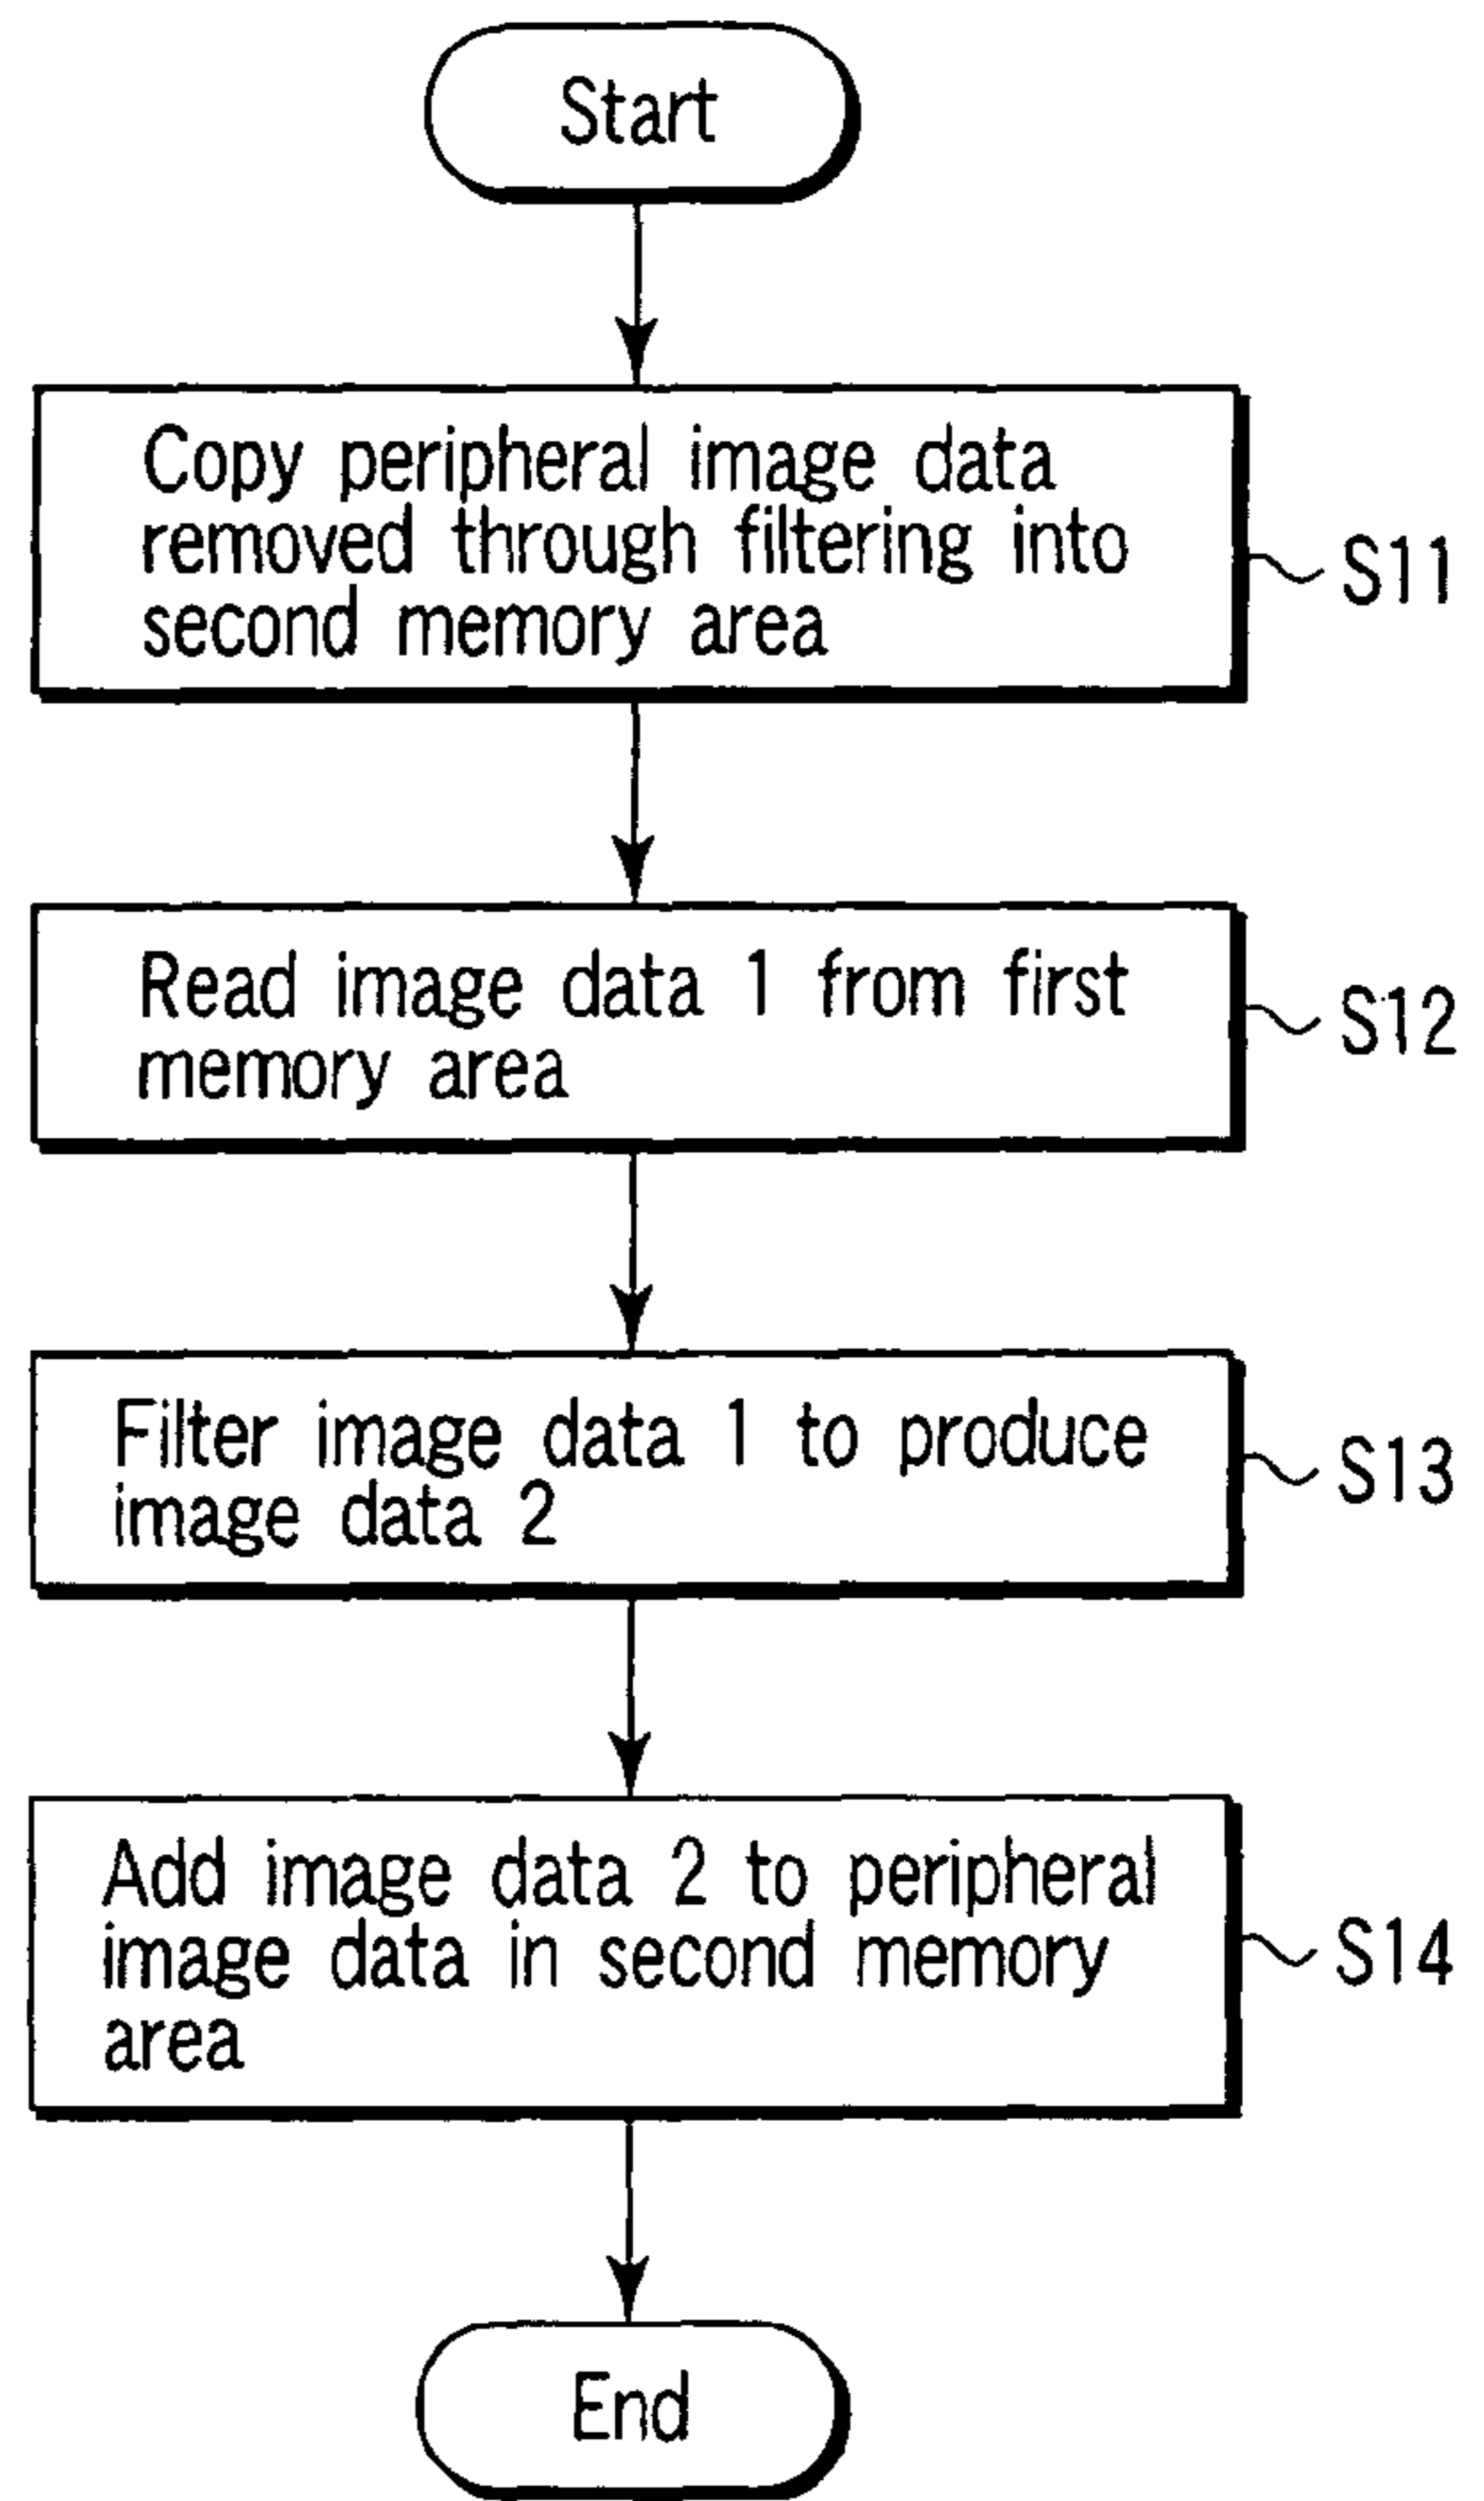 Start
Copy peripheral image data
removed through filtering into
second memory area
S11
Read image data 1 from first
memory area
S12
Filter image data 1 to produce
image data 2
S13
Add image data 2 to peripheral
image data in second memory
area
S14
End